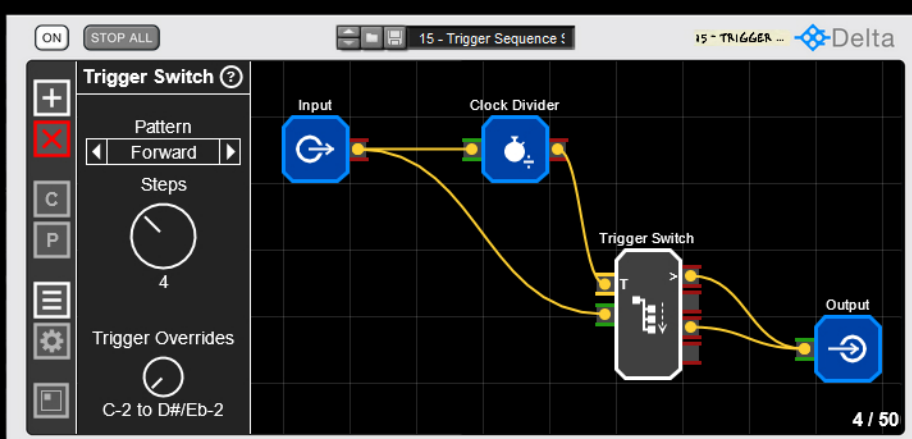 ON
STOP ALL
15 - Trigger Sequence S
15 - TRIGGER ...
Delta
Trigger Switch ?
Pattern
Forward
Steps
4
Trigger Overrides
C-2 to D#/Eb-2
C
P
Input
Clock Divider
÷
Trigger Switch
T
>
Output
4 / 50